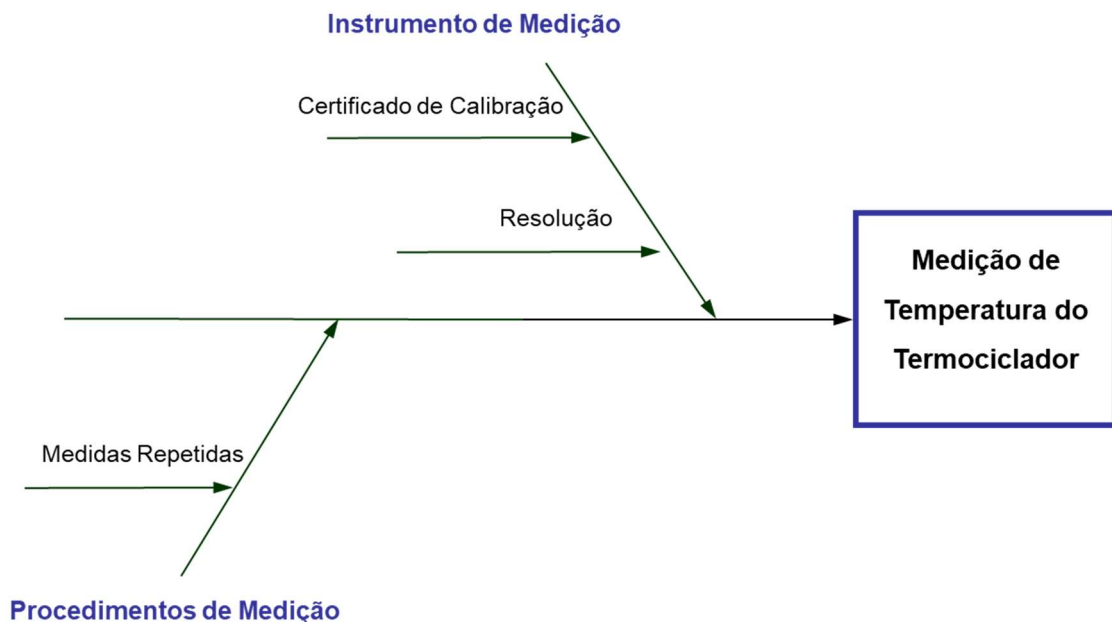 Instrumento de Medição
Certificado de Calibração
Resolução
Medição de
Temperatura do
Termociclador
Medidas Repetidas
Procedimentos de Medição